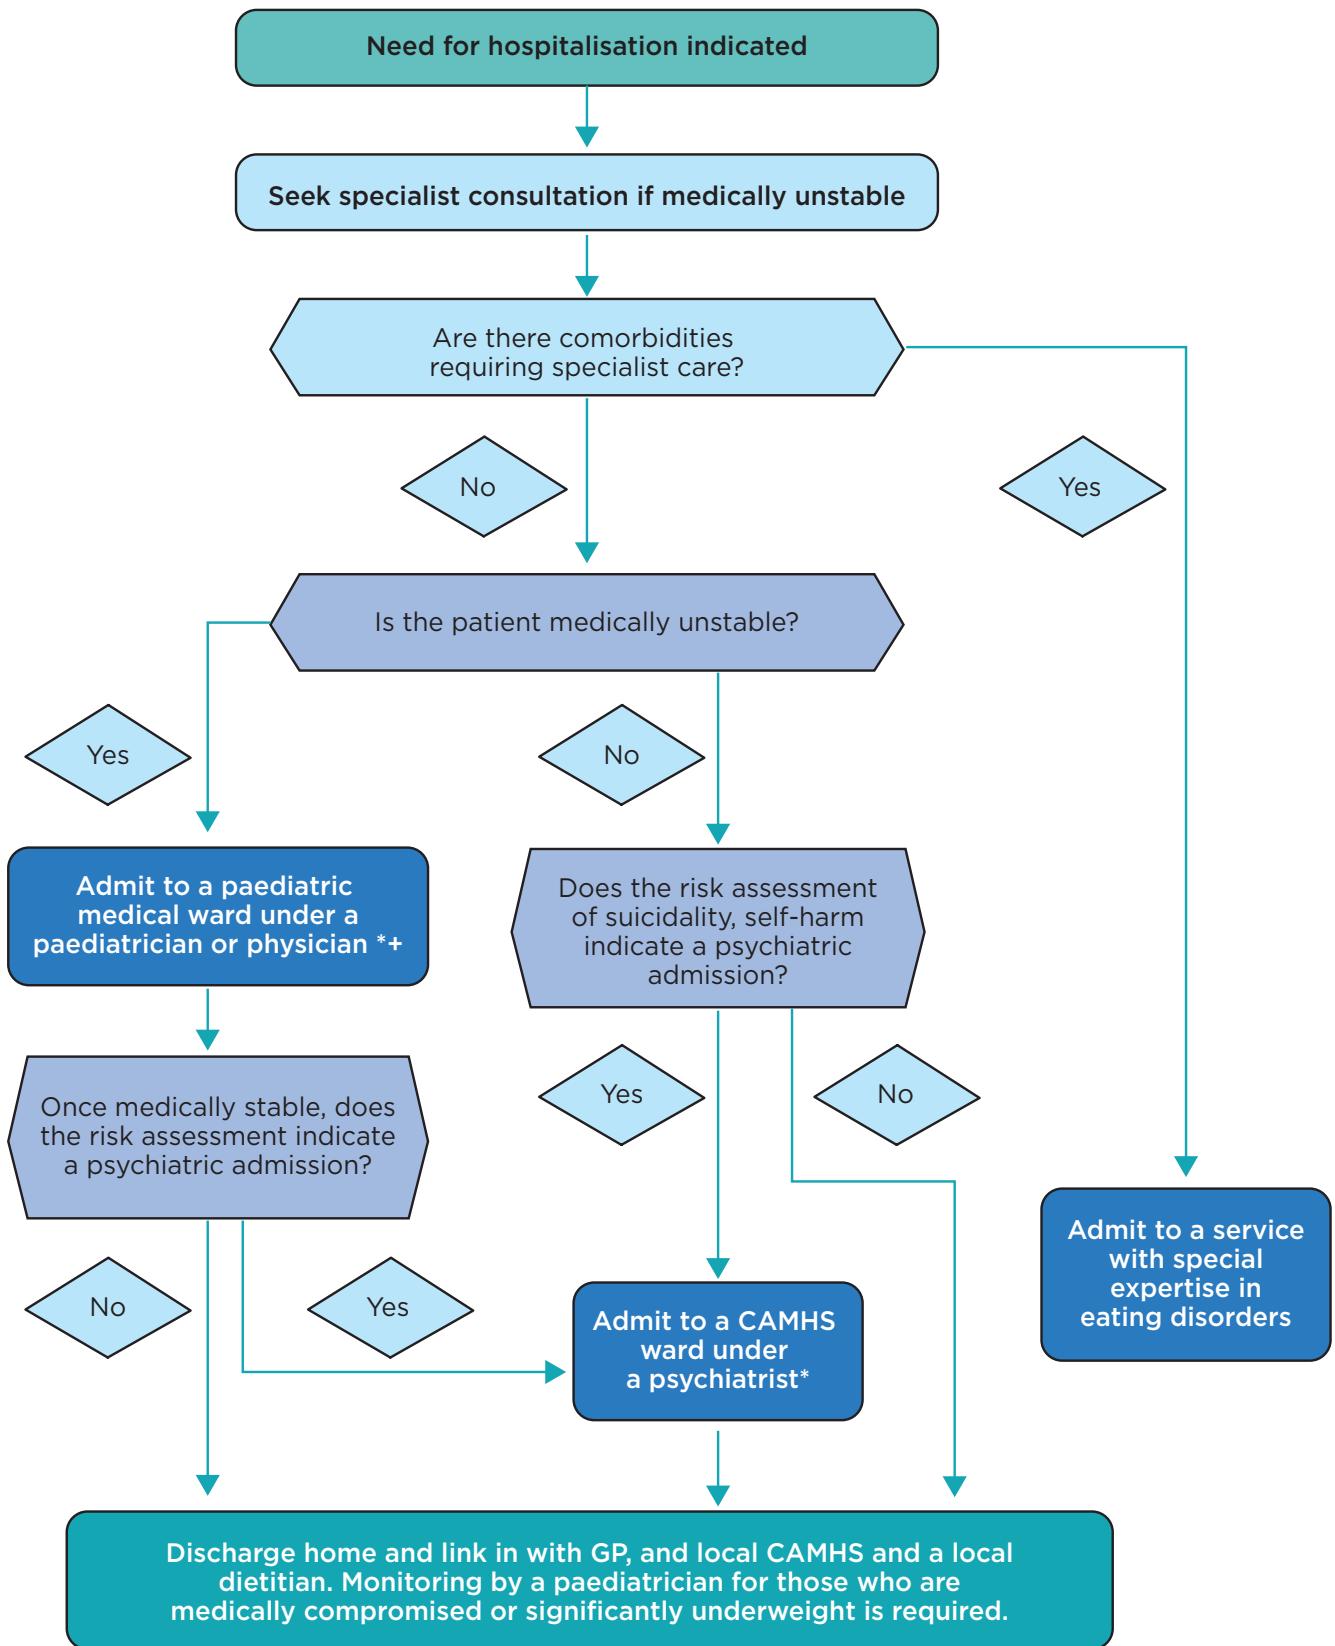 Need for hospitalisation indicated
Seek specialist consultation if medically unstable
Are there comorbidities
requiring specialist care?
No
Yes
Is the patient medically unstable?
Yes
No
Admit to a paediatric
medical ward under a
paediatrician or physician *+
Does the risk assessment
of suicidality, self-harm
indicate a psychiatric
admission?
Once medically stable, does
the risk assessment indicate
a psychiatric admission?
Yes
No
Admit to a service
with special
expertise in
eating disorders
No
Yes
Admit to a CAMHS
ward under
a psychiatrist*
Discharge home and link in with GP, and local CAMHS and a local
dietitian. Monitoring by a paediatrician for those who are
medically compromised or significantly underweight is required.